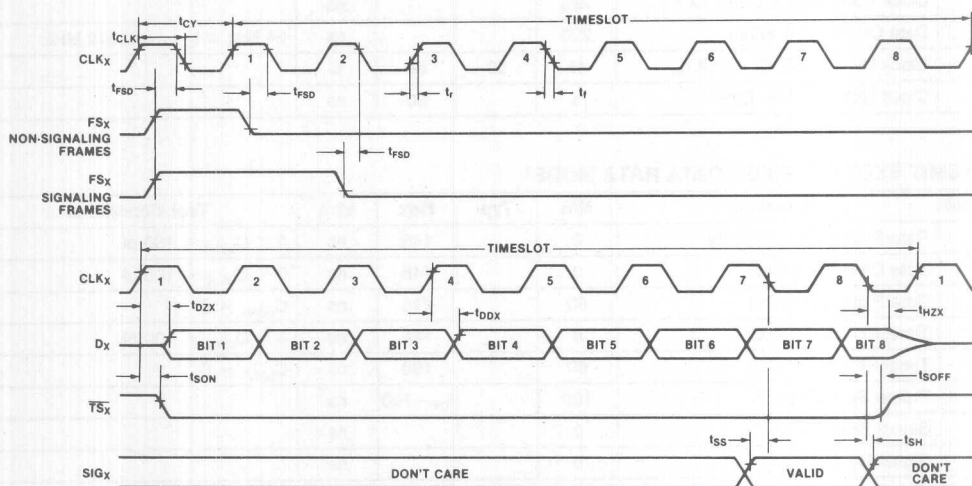 TIMESLOT
tCY
tCLK
CLKX
1 2 3 4 5 6 7 8
tFSD tFSD tr tf
FSX
NON-SIGNALING
FRAMES
tFSD
FSX
SIGNALING
FRAMES
TIMESLOT
CLKX
1 2 3 4 5 6 7 8 1
tDZX tDDX tHZX
DX BIT 1 BIT 2 BIT 3 BIT 4 BIT 5 BIT 6 BIT 7 BIT 8
tSON tSOFF
TSX
tSS tSH
SIGX DON'T CARE VALID DON'T
CARE